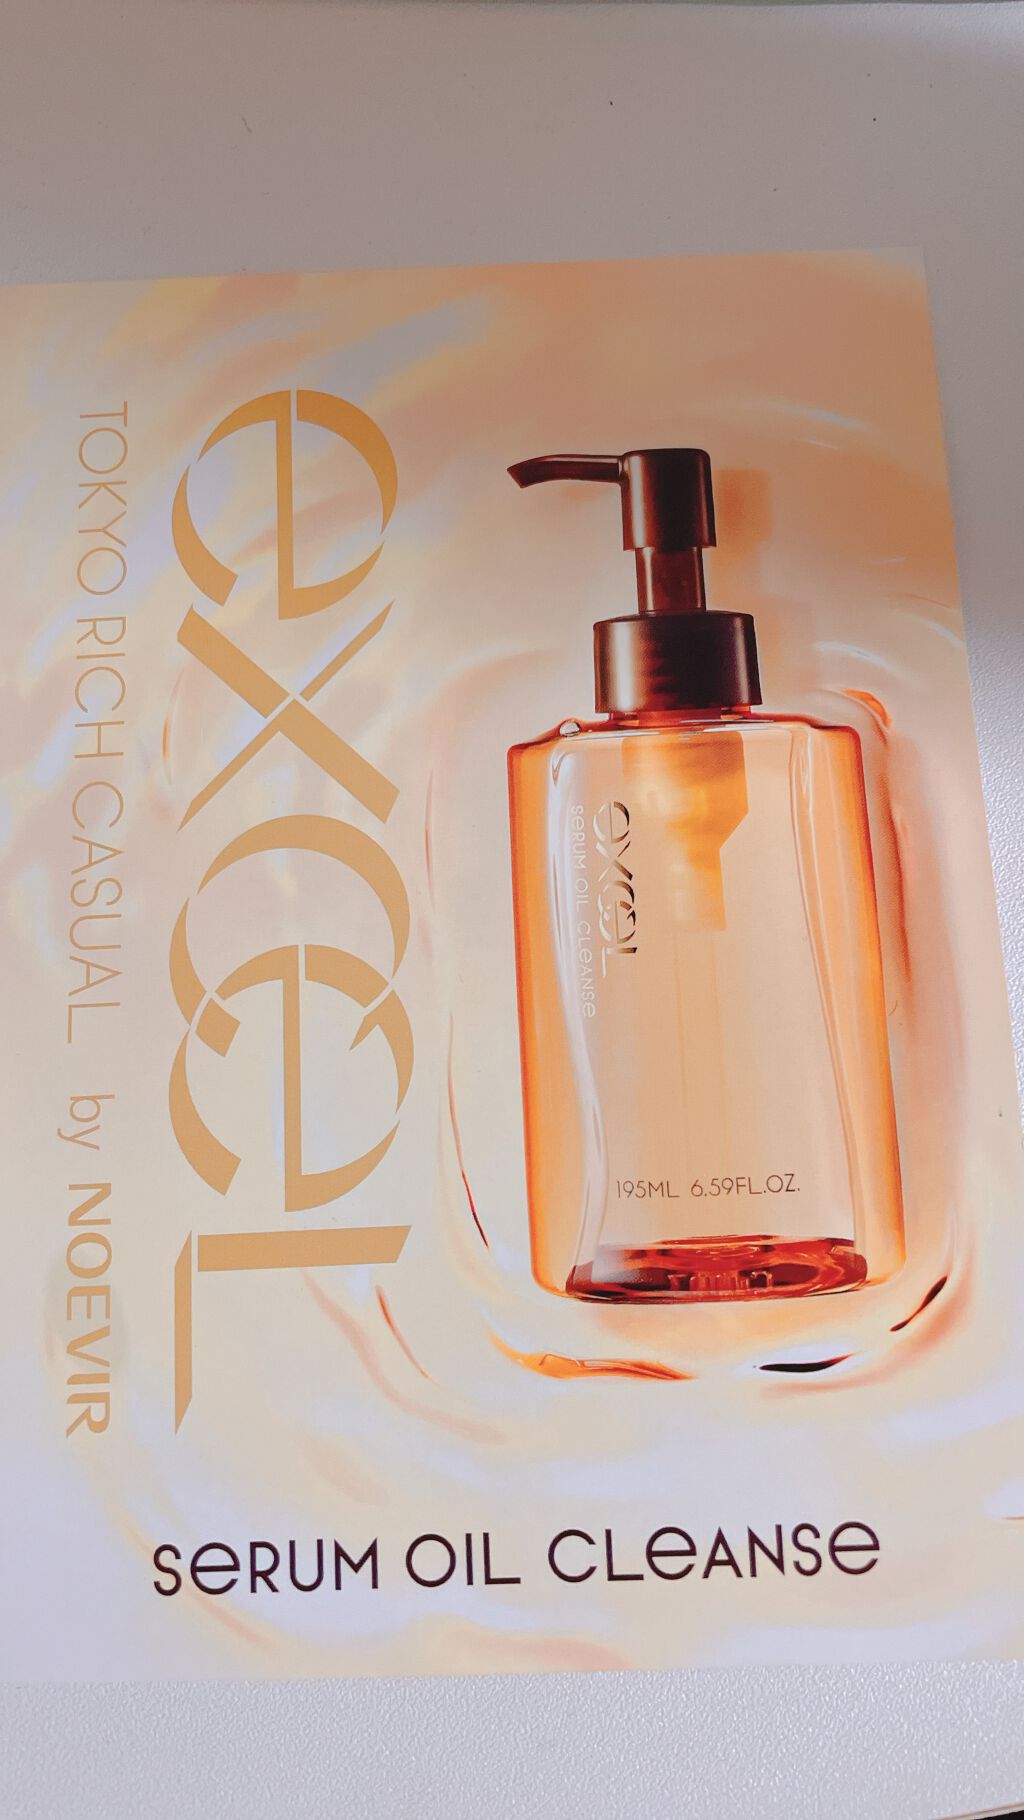 excel
TOKYO RICH CASUAL by NOEVIR
excel
SERUM OIL CLEANSE
195ML 6.59FL.OZ.
SERUM OIL CLEANSE